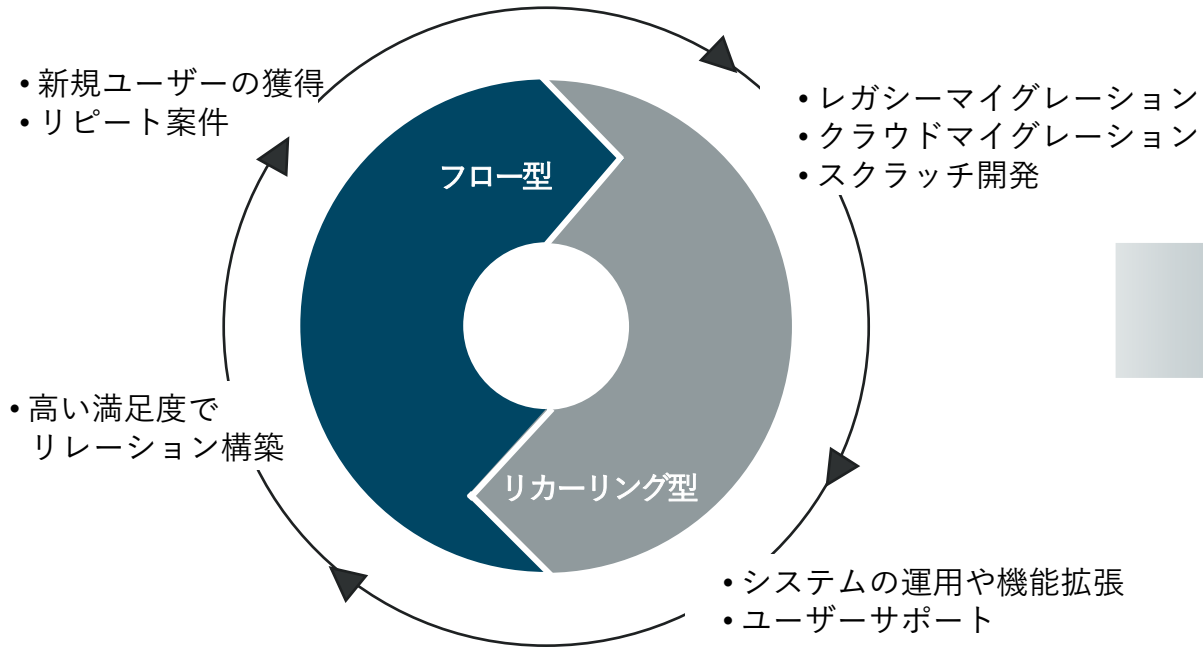 • 新規ユーザーの獲得
• リピート案件
• レガシーマイグレーション
• クラウドマイグレーション
• スクラッチ開発
フロー型
• 高い満足度で
リレーション構築
リカーリング型
• システムの運用や機能拡張
• ユーザーサポート